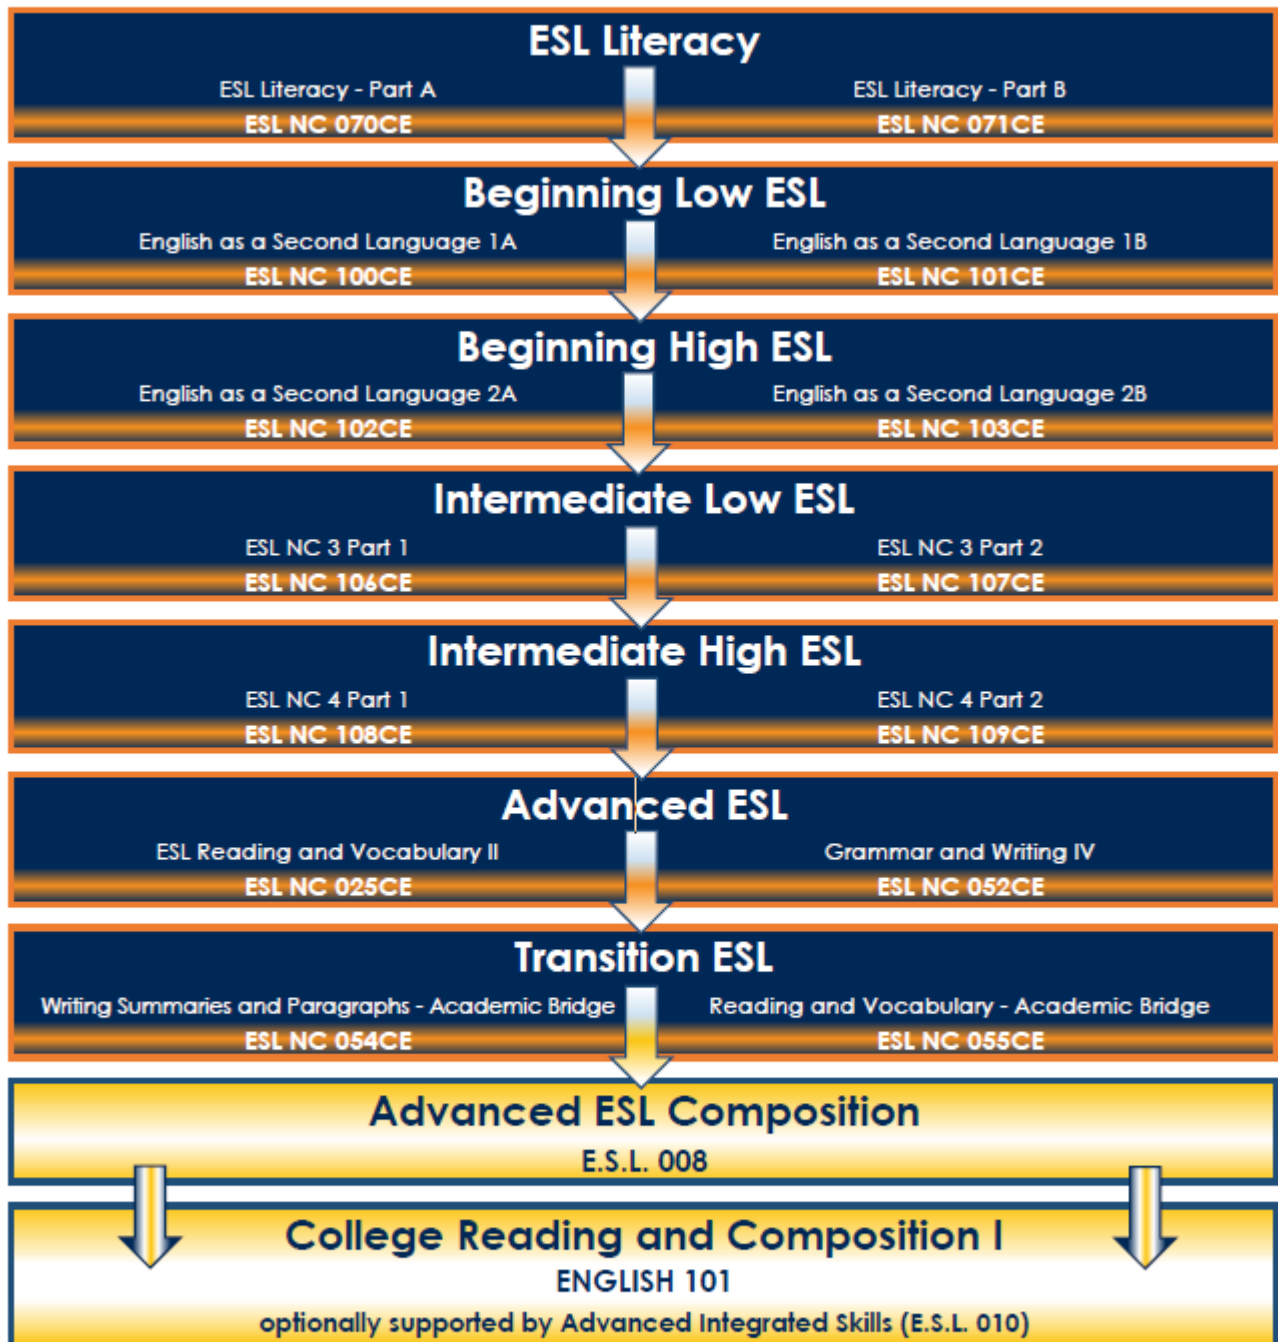 ESL Literacy
ESL Literacy - Part A
ESL Literacy - Part B
ESL NC 070CE
ESL NC 071CE
Beginning Low ESL
English as a Second Language 1A
English as a Second Language 1B
ESL NC 100CE
ESL NC 101CE
Beginning High ESL
English as a Second Language 2A
English as a Second Language 2B
ESL NC 102CE
ESL NC 103CE
Intermediate Low ESL
ESL NC 3 Part 1
ESL NC 3 Part 2
ESL NC 106CE
ESL NC 107CE
Intermediate High ESL
ESL NC 4 Part 1
ESL NC 4 Part 2
ESL NC 108CE
ESL NC 109CE
Advanced ESL
ESL Reading and Vocabulary II
Grammar and Writing IV
ESL NC 025CE
ESL NC 052CE
Transition ESL
Writing Summaries and Paragraphs - Academic Bridge
Reading and Vocabulary - Academic Bridge
ESL NC 054CE
ESL NC 055CE
Advanced ESL Composition
E.S.L. 008
College Reading and Composition I
ENGLISH 101
optionally supported by Advanced Integrated Skills (E.S.L. 010)